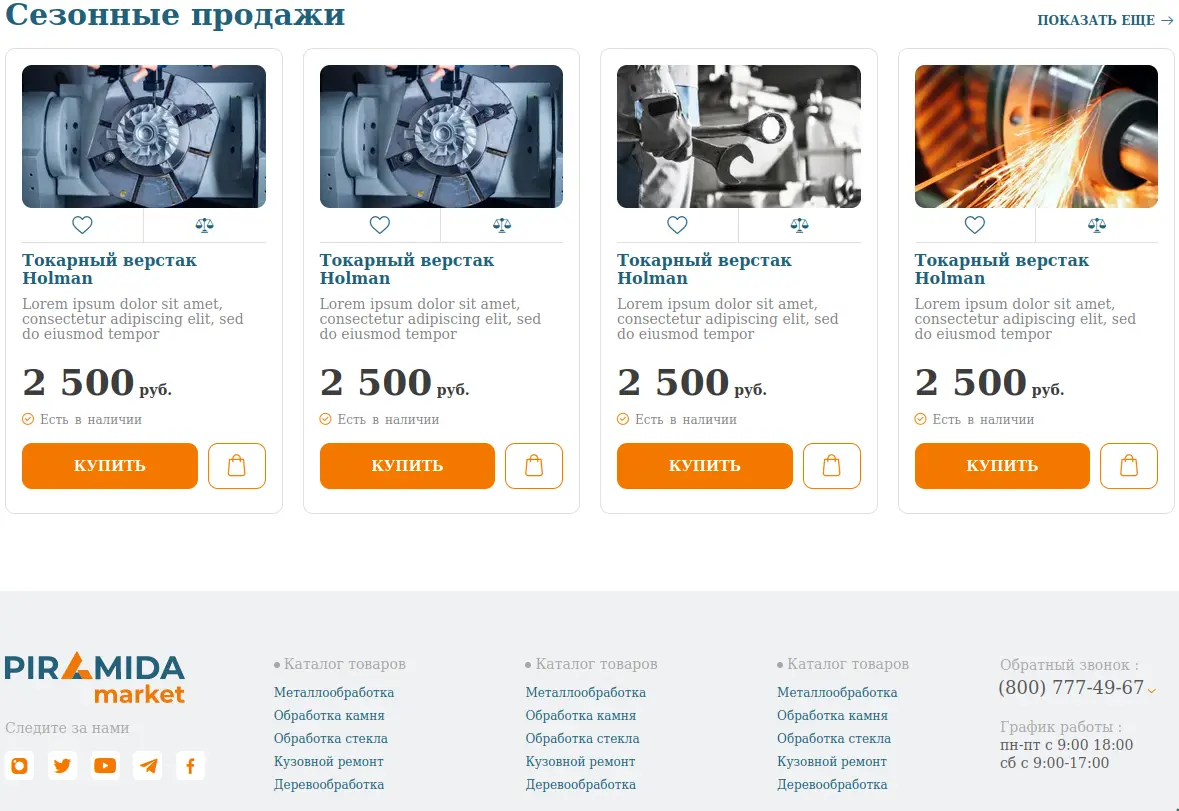 Сезонные продажи
ПОКАЗАТЬ ЕЩЕ
Токарный верстак
Holman
Lorem ipsum dolor sit amet,
consectetur adipiscing elit, sed
do eiusmod tempor
2 500 руб.
Есть в наличии
КУПИТЬ
Токарный верстак
Holman
Lorem ipsum dolor sit amet,
consectetur adipiscing elit, sed
do eiusmod tempor
2 500 руб.
Есть в наличии
КУПИТЬ
Токарный верстак
Holman
Lorem ipsum dolor sit amet,
consectetur adipiscing elit, sed
do eiusmod tempor
2 500 руб.
Есть в наличии
КУПИТЬ
Токарный верстак
Holman
Lorem ipsum dolor sit amet,
consectetur adipiscing elit, sed
do eiusmod tempor
2 500 руб.
Есть в наличии
КУПИТЬ
PIRAMIDA
market
Следите за нами
Каталог товаров
Металлообработка
Обработка камня
Обработка стекла
Кузовной ремонт
Деревообработка
Каталог товаров
Металлообработка
Обработка камня
Обработка стекла
Кузовной ремонт
Деревообработка
Каталог товаров
Металлообработка
Обработка камня
Обработка стекла
Кузовной ремонт
Деревообработка
Обратный звонок :
(800) 777-49-67
График работы :
пн-пт с 9:00 18:00
сб с 9:00-17:00